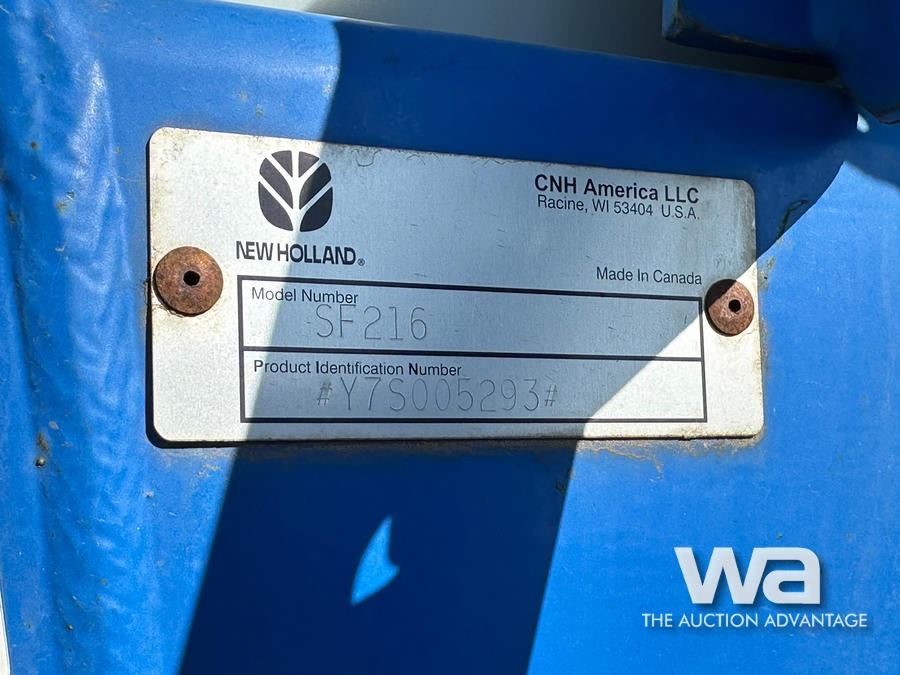 CNH America LLC
Racine, WI 53404 U.S.A.
NEW HOLLAND®
Made In Canada
Model Number
SF216
Product Identification Number
#Y7S005293#
wa
THE AUCTION ADVANTAGE